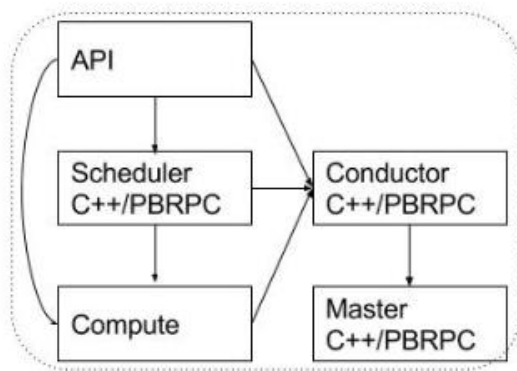 API
Scheduler
C++/PBRPC
Conductor
C++/PBRPC
Compute
Master
C++/PBRPC